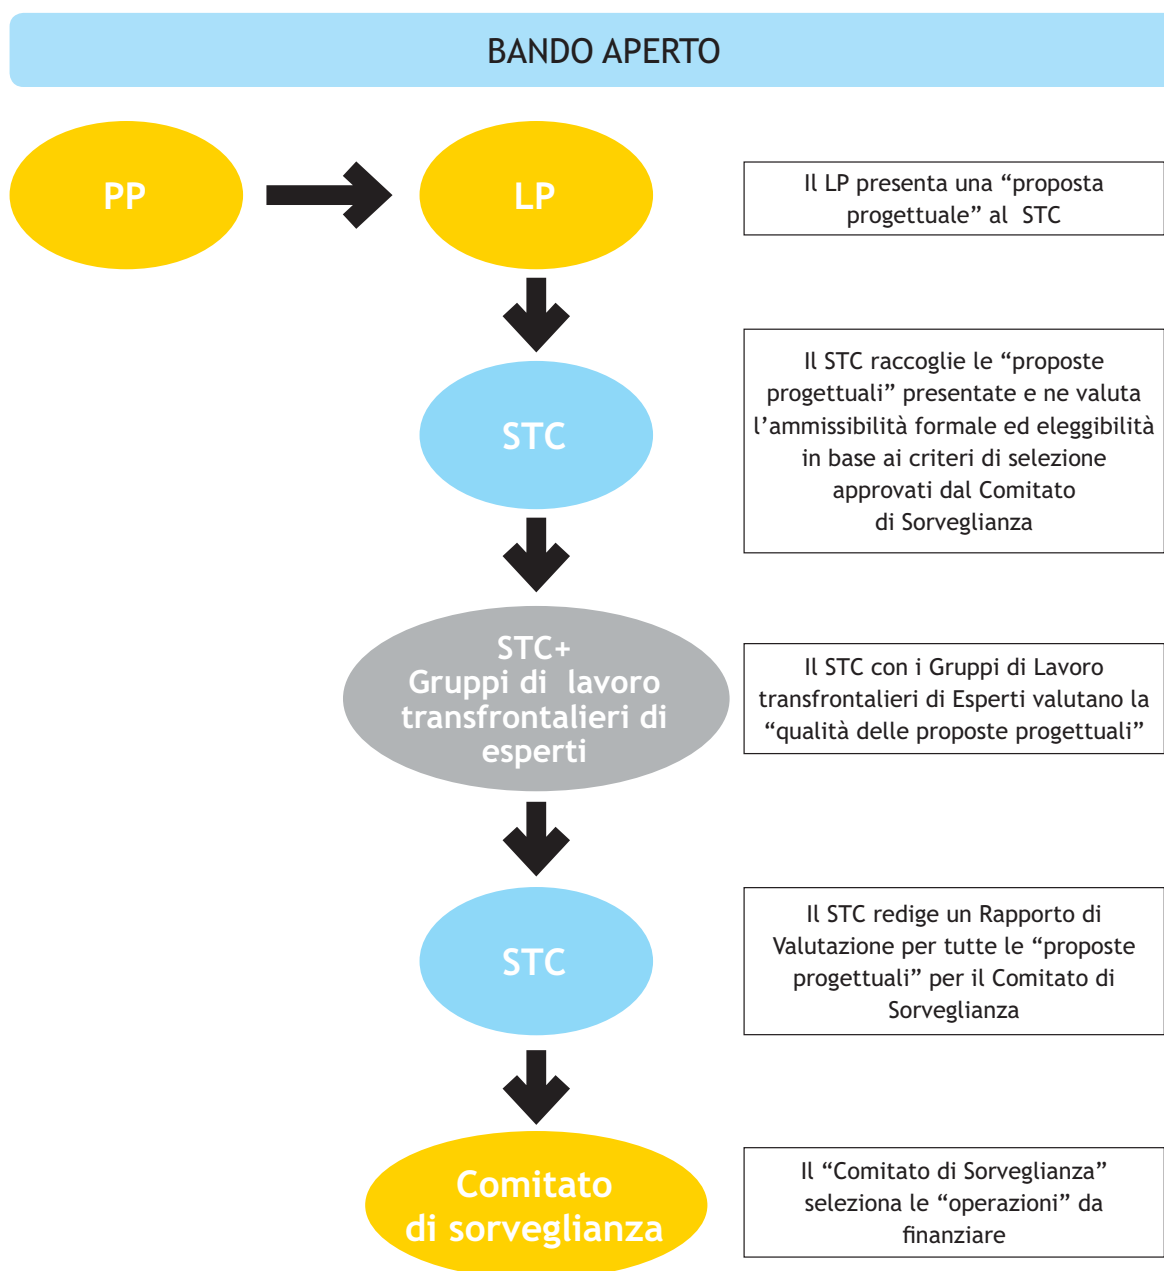 BANDO APERTO
PP
LP
Il LP presenta una “proposta
progettuale” al STC
STC
Il STC raccoglie le “proposte
progettuali” presentate e ne valuta
l’ammissibilità formale ed eleggibilità
in base ai criteri di selezione
approvati dal Comitato
di Sorveglianza
STC+
Gruppi di lavoro
transfrontalieri di
esperti
Il STC con i Gruppi di Lavoro
transfrontalieri di Esperti valutano la
“qualità delle proposte progettuali”
STC
Il STC redige un Rapporto di
Valutazione per tutte le “proposte
progettuali” per il Comitato di
Sorveglianza
Comitato
di sorveglianza
Il “Comitato di Sorveglianza”
seleziona le “operazioni” da
finanziare